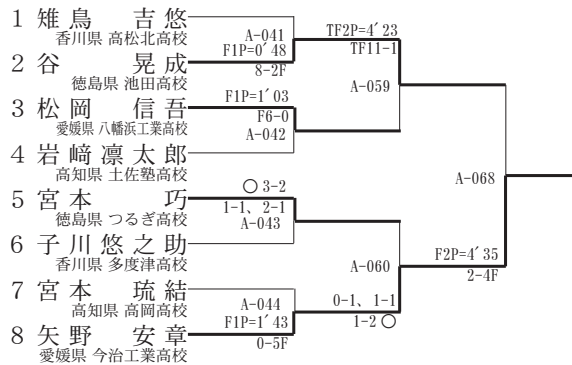 1 雉鳥 吉悠
香川県 高松北高校
A-041
F1P=0´48
8-2F
2 谷 晃成
徳島県 池田高校
TF2P=4´23
TF11-1
A-059
3 松岡 信吾
愛媛県 八幡浜工業高校
F1P=1´03
F6-0
A-042
4 岩﨑凛太郎
高知県 土佐塾高校
A-068
5 宮本 巧
徳島県 つるぎ高校
○ 3-2
1-1、2-1
A-043
6 子川悠之助
香川県 多度津高校
A-060
F2P=4´35
2-4F
7 宮本 琉結
高知県 高岡高校
A-044
F1P=1´43
0-5F
0-1、1-1
1-2 ○
8 矢野 安章
愛媛県 今治工業高校